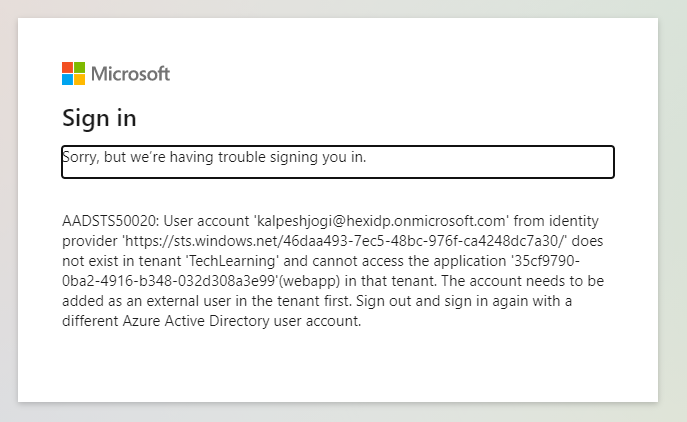 Microsoft
Sign in
Sorry, but we’re having trouble signing you in.
AADSTS50020: User account 'kalpeshjogi@hexidp.onmicrosoft.com' from identity
provider 'https://sts.windows.net/46daa493-7ec5-48bc-976f-ca4248dc7a30/' does
not exist in tenant 'TechLearning' and cannot access the application '35cf9790-
0ba2-4916-b348-032d308a3e99'(webapp) in that tenant. The account needs to be
added as an external user in the tenant first. Sign out and sign in again with a
different Azure Active Directory user account.